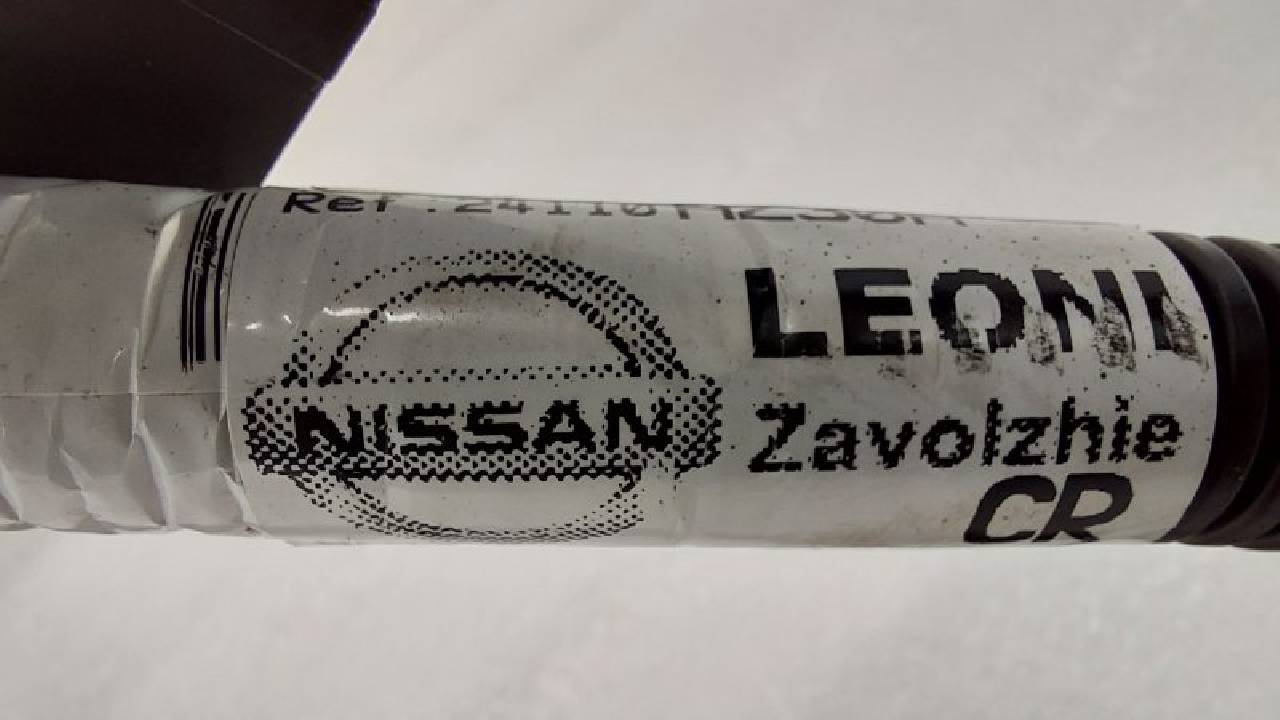 Ref.
NISSAN
LEONI
Zavolzhie
CR